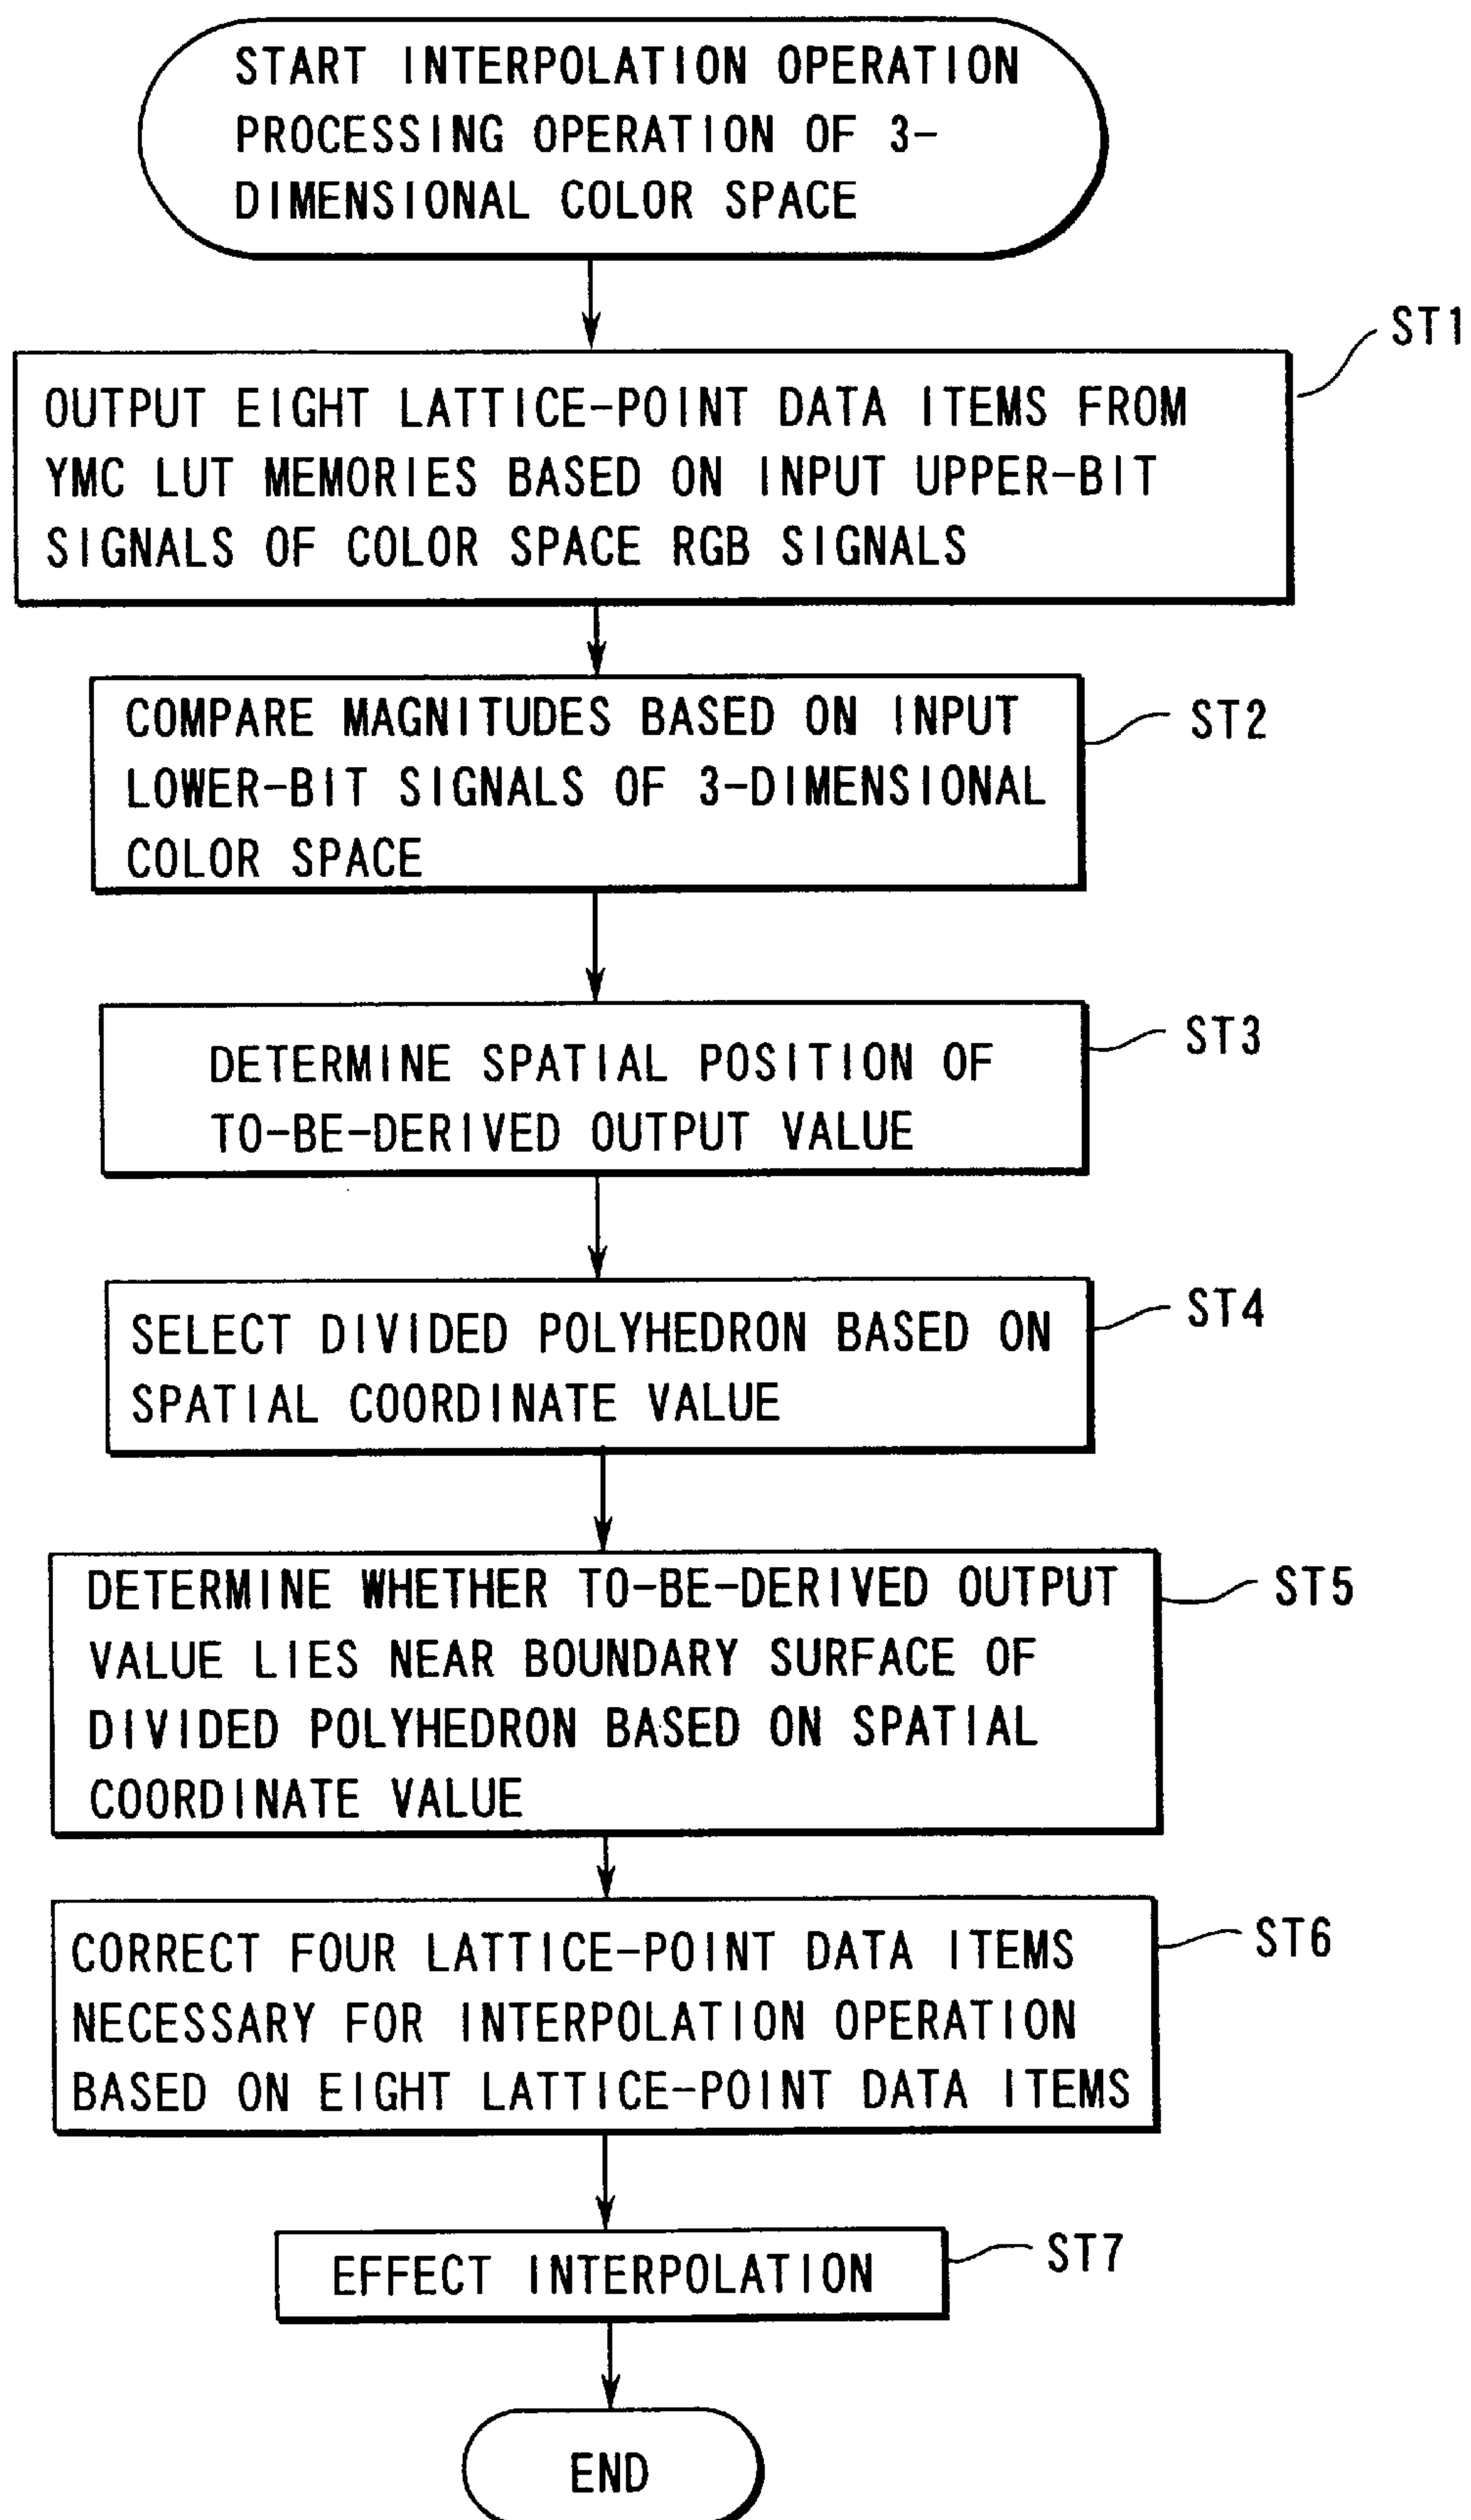 START INTERPOLATION OPERATION
PROCESSING OPERATION OF 3-
DIMENSIONAL COLOR SPACE
ST1
OUTPUT EIGHT LATTICE-POINT DATA ITEMS FROM
YMC LUT MEMORIES BASED ON INPUT UPPER-BIT
SIGNALS OF COLOR SPACE RGB SIGNALS
COMPARE MAGNITUDES BASED ON INPUT
LOWER-BIT SIGNALS OF 3-DIMENSIONAL
COLOR SPACE
ST2
DETERMINE SPATIAL POSITION OF
TO-BE-DERIVED OUTPUT VALUE
ST3
SELECT DIVIDED POLYHEDRON BASED ON
SPATIAL COORDINATE VALUE
ST4
DETERMINE WHETHER TO-BE-DERIVED OUTPUT
VALUE LIES NEAR BOUNDARY SURFACE OF
DIVIDED POLYHEDRON BASED ON SPATIAL
COORDINATE VALUE
ST5
CORRECT FOUR LATTICE-POINT DATA ITEMS
NECESSARY FOR INTERPOLATION OPERATION
BASED ON EIGHT LATTICE-POINT DATA ITEMS
ST6
EFFECT INTERPOLATION
ST7
END